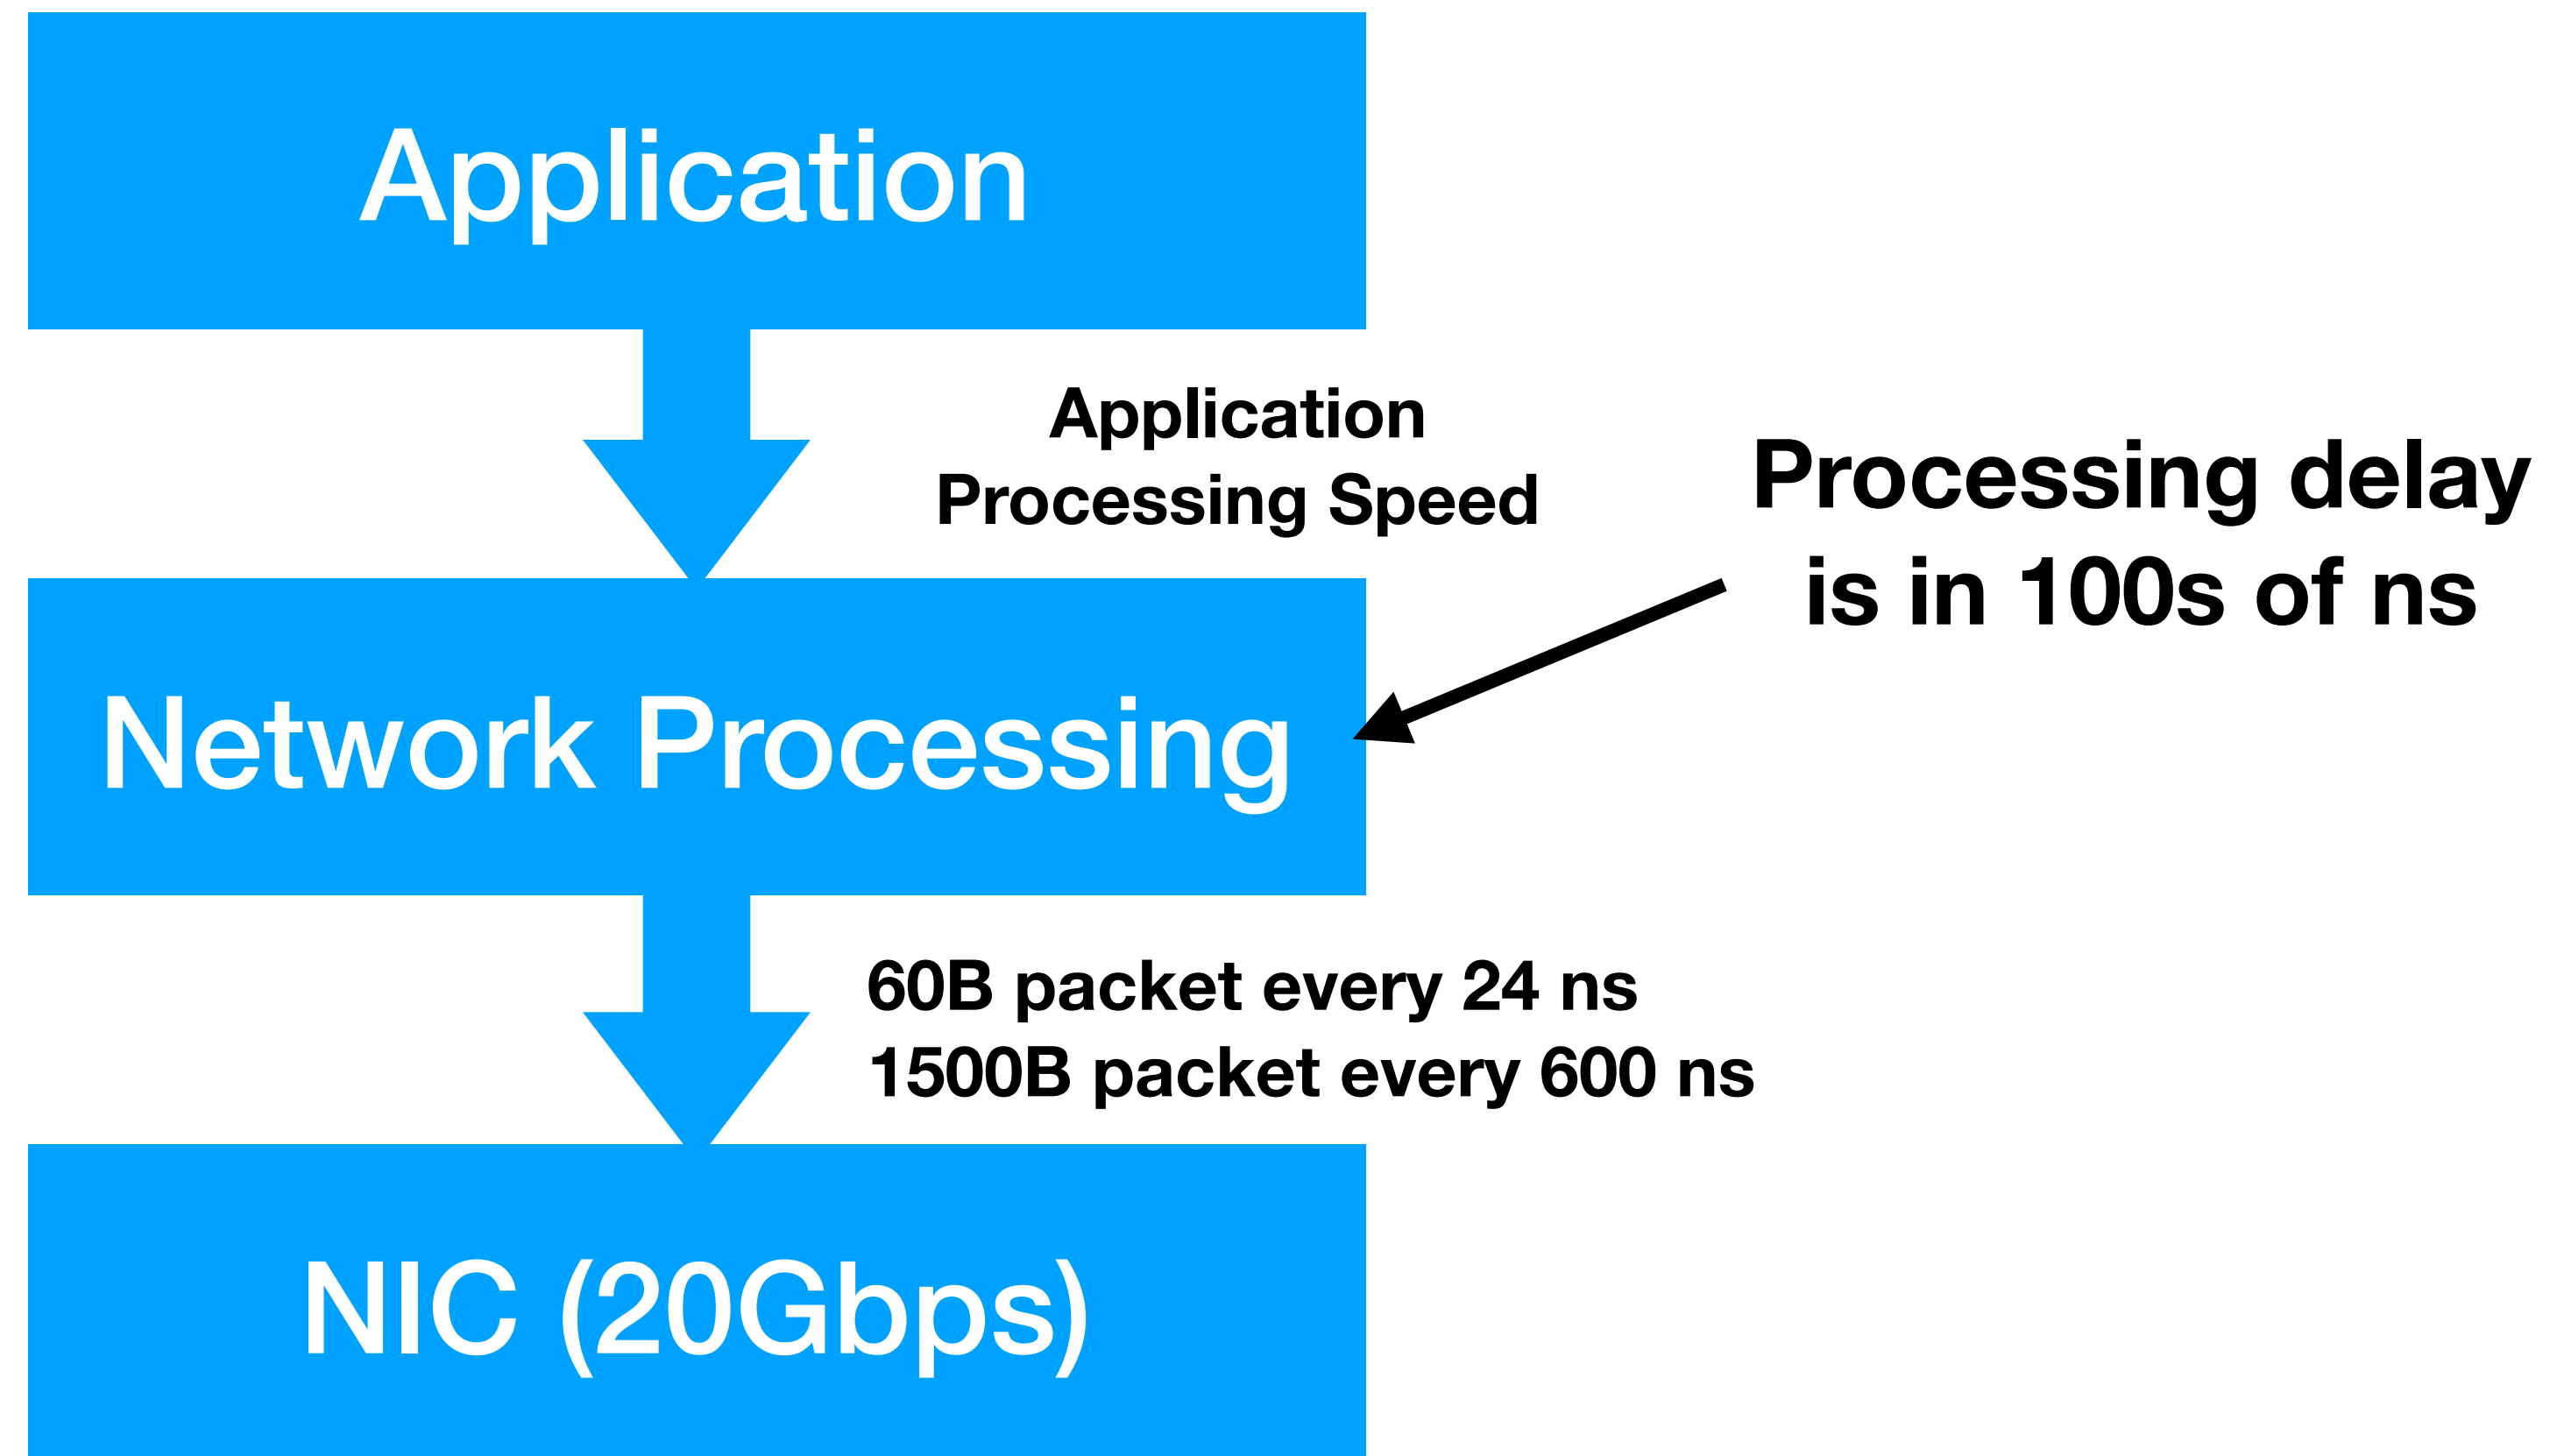 Application
Application
Processing Speed
Processing delay
is in 100s of ns
Network Processing
60B packet every 24 ns
1500B packet every 600 ns
NIC (20Gbps)